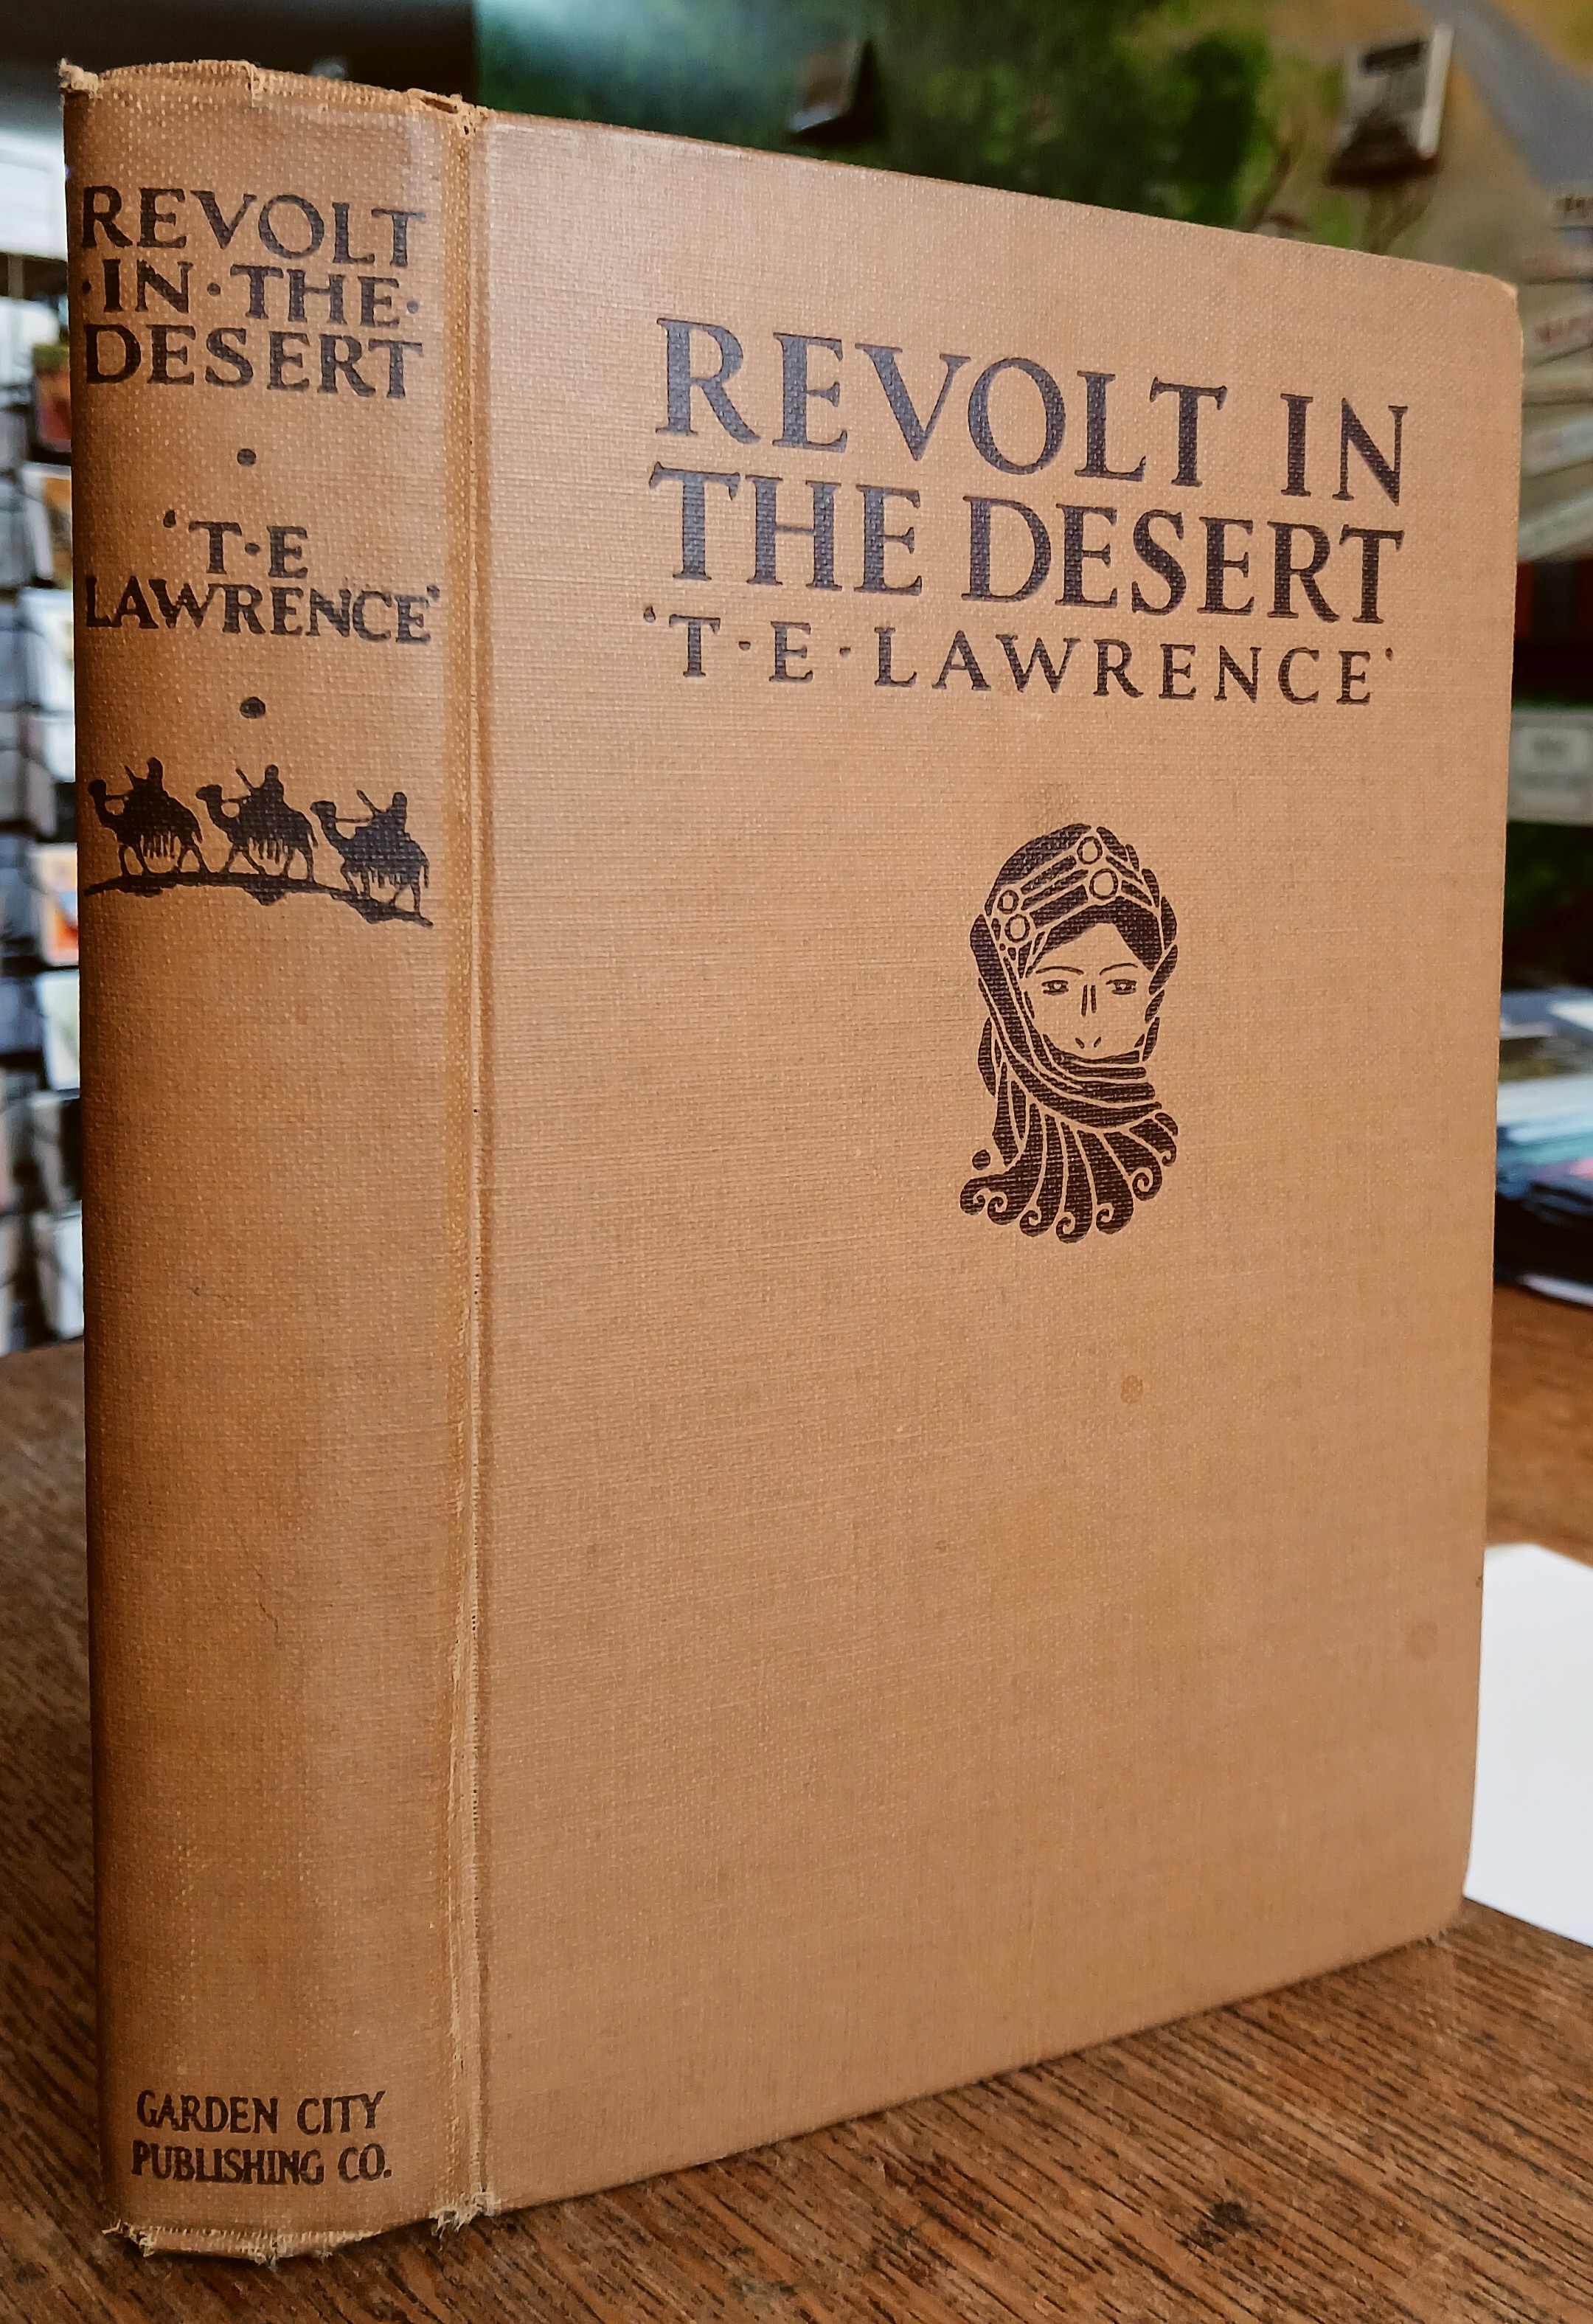 REVOLT
·IN·THE·
DESERT
•
'T·E
LAWRENCE'
•
GARDEN CITY
PUBLISHING CO.
REVOLT IN
THE DESERT
'T·E·LAWRENCE'